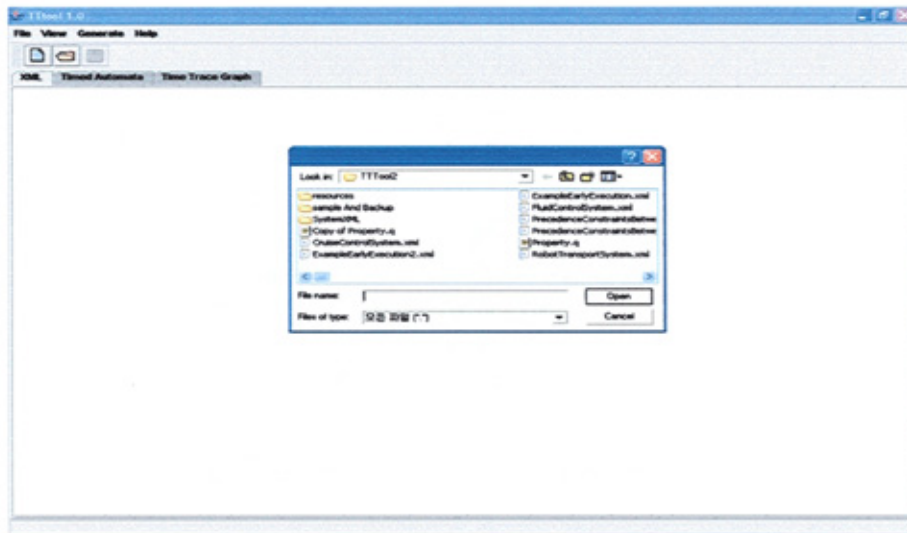 TTtool 1.0
File View Generate Help
XML Timed Automata Time Trace Graph
Look in: TTTool2
resources
sample And Backup
SystemXML
Copy of Property.q
CruiseControlSystem.xml
ExampleEarlyExecution2.xml
ExampleEarlyExecution.xml
FluidControlSystem.xml
PrecedenceConstraintsBetwe
PrecedenceConstraintsBetwe
Property.q
RobotTransportSystem.xml
File name: Open
Files of type: 모든 파일 (*.*) Cancel